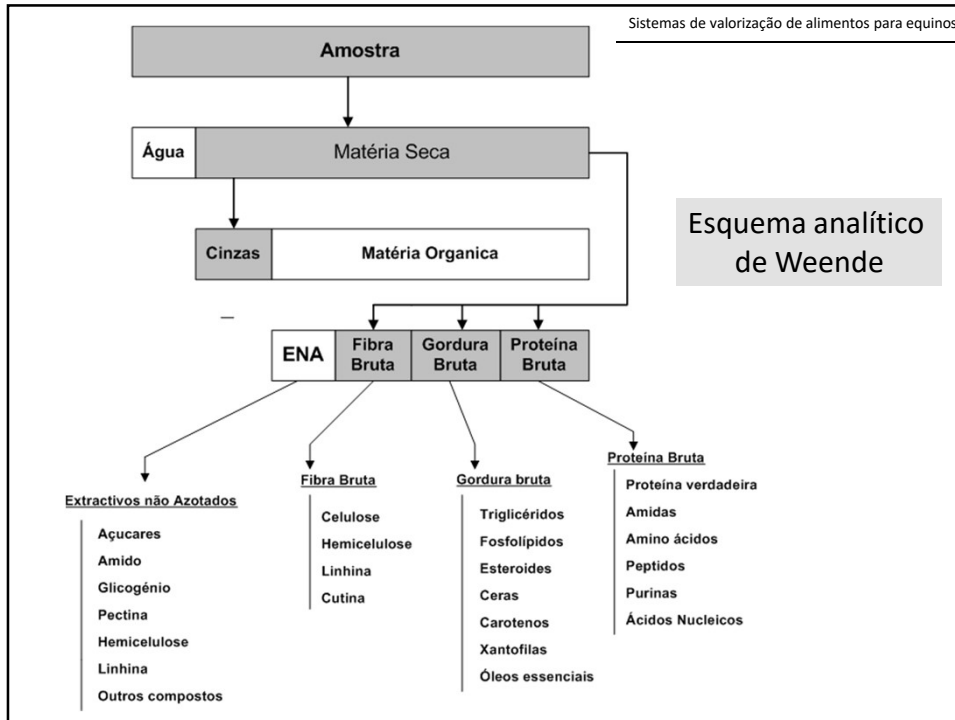 Sistemas de valorização de alimentos para equinos
Amostra
Água
Matéria Seca
Cinzas
Matéria Organica
Esquema analítico
de Weende
ENA
Fibra
Bruta
Gordura
Bruta
Proteína
Bruta
Extractivos não Azotados
Açucares
Amido
Glicogénio
Pectina
Hemicelulose
Linhina
Outros compostos
Fibra Bruta
Celulose
Hemicelulose
Linhina
Cutina
Gordura bruta
Triglicéridos
Fosfolípidos
Esteroides
Ceras
Carotenos
Xantofilas
Óleos essenciais
Proteína Bruta
Proteína verdadeira
Amidas
Amino ácidos
Peptidos
Purinas
Ácidos Nucleicos